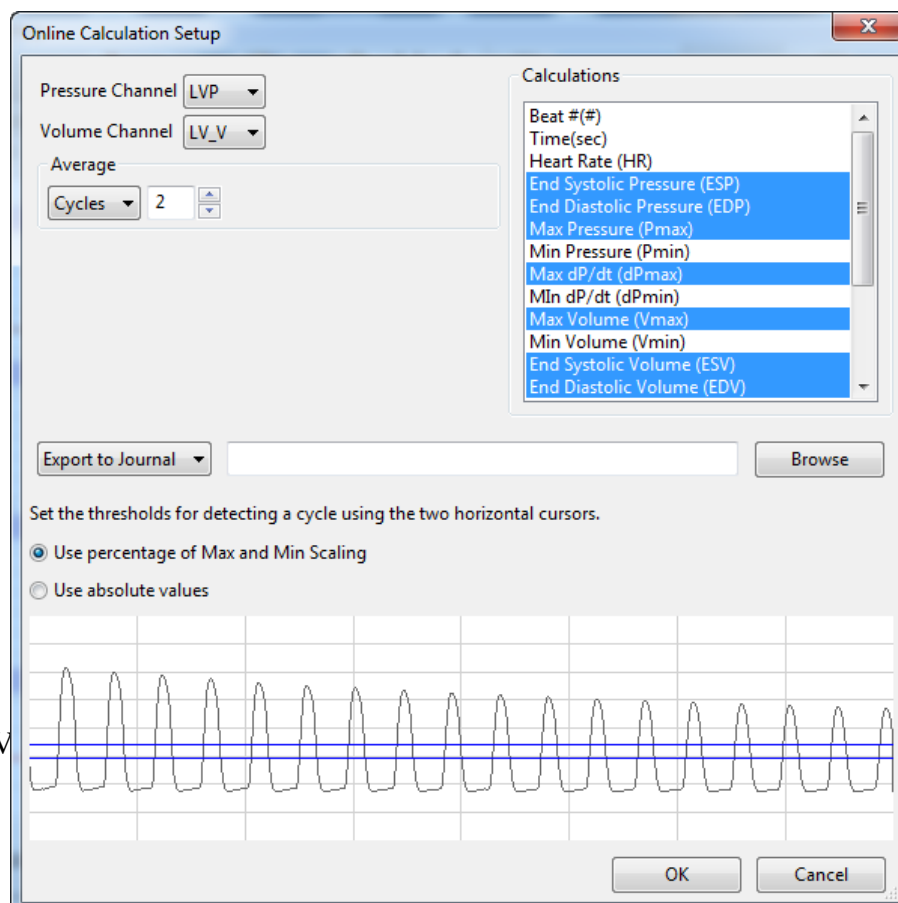 Online Calculation Setup
Pressure Channel LVP
Volume Channel LV_V
Average
Cycles 2
Calculations
Beat #(#)
Time(sec)
Heart Rate (HR)
End Systolic Pressure (ESP)
End Diastolic Pressure (EDP)
Max Pressure (Pmax)
Min Pressure (Pmin)
Max dP/dt (dPmax)
MIn dP/dt (dPmin)
Max Volume (Vmax)
Min Volume (Vmin)
End Systolic Volume (ESV)
End Diastolic Volume (EDV)
Export to Journal Browse
Set the thresholds for detecting a cycle using the two horizontal cursors.
Use percentage of Max and Min Scaling
Use absolute values
V
OK Cancel